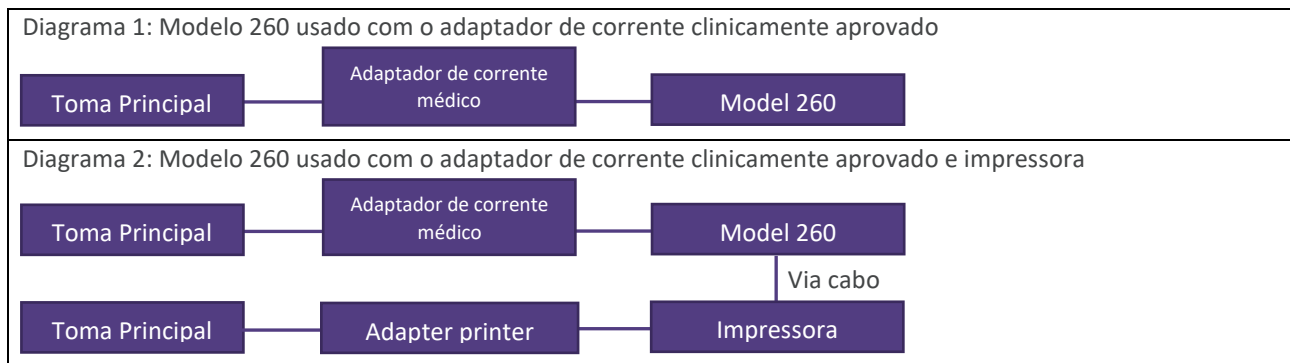 Diagrama 1: Modelo 260 usado com o adaptador de corrente clinicamente aprovado
Toma Principal
Adaptador de corrente
médico
Model 260
Diagrama 2: Modelo 260 usado com o adaptador de corrente clinicamente aprovado e impressora
Toma Principal
Adaptador de corrente
médico
Model 260
Via cabo
Toma Principal
Adapter printer
Impressora